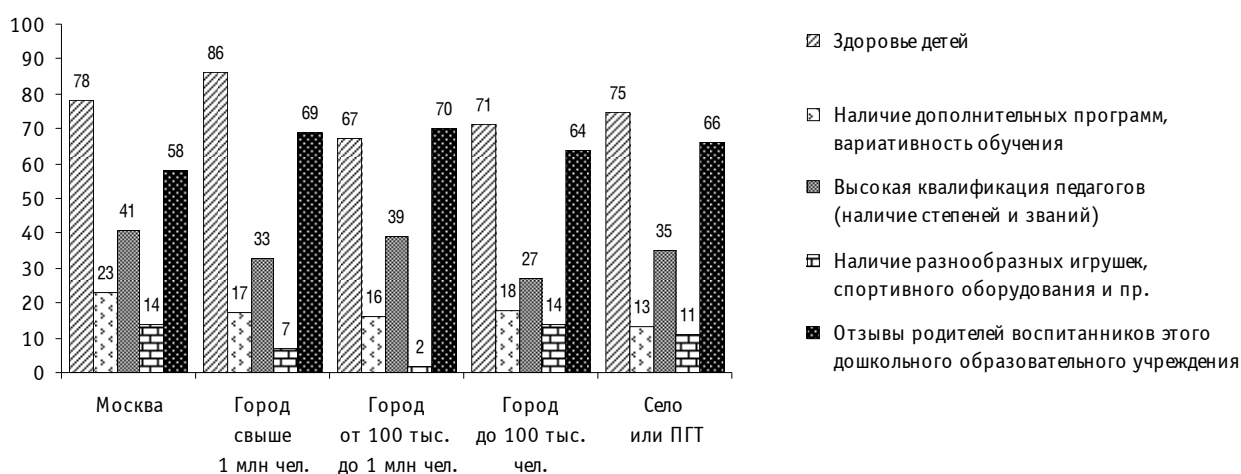 100
90
80
70
60
50
40
30
20
10
0
78
23
41
14
58
86
17
33
7
69
67
16
39
2
70
71
18
27
14
64
75
13
35
11
66
Москва
Город
свыше
1 млн чел.
Город
от 100 тыс.
до 1 млн чел.
Город
до 100 тыс.
чел.
Село
или ПГТ
Здоровье детей
Наличие дополнительных программ,
вариативность обучения
Высокая квалификация педагогов
(наличие степеней и званий)
Наличие разнообразных игрушек,
спортивного оборудования и пр.
Отзывы родителей воспитанников этого
дошкольного образовательного учреждения